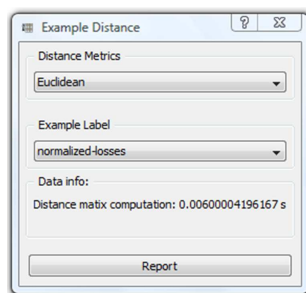 Example Distance
Distance Metrics
Euclidean
Example Label
normalized-losses
Data info:
Distance matix computation: 0.00600004196167 s
Report